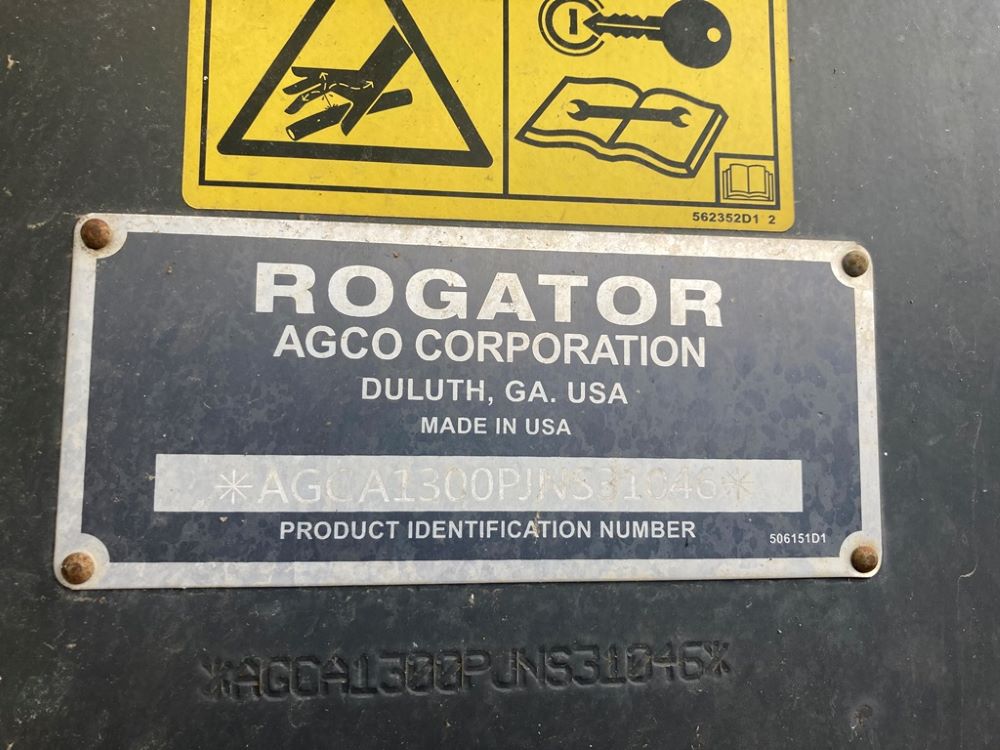 562352D1 2
ROGATOR
AGCO CORPORATION
DULUTH, GA. USA
MADE IN USA
*AGCA1300PJNS31046*
PRODUCT IDENTIFICATION NUMBER
506151D1
*AGCA1300PJNS31046*